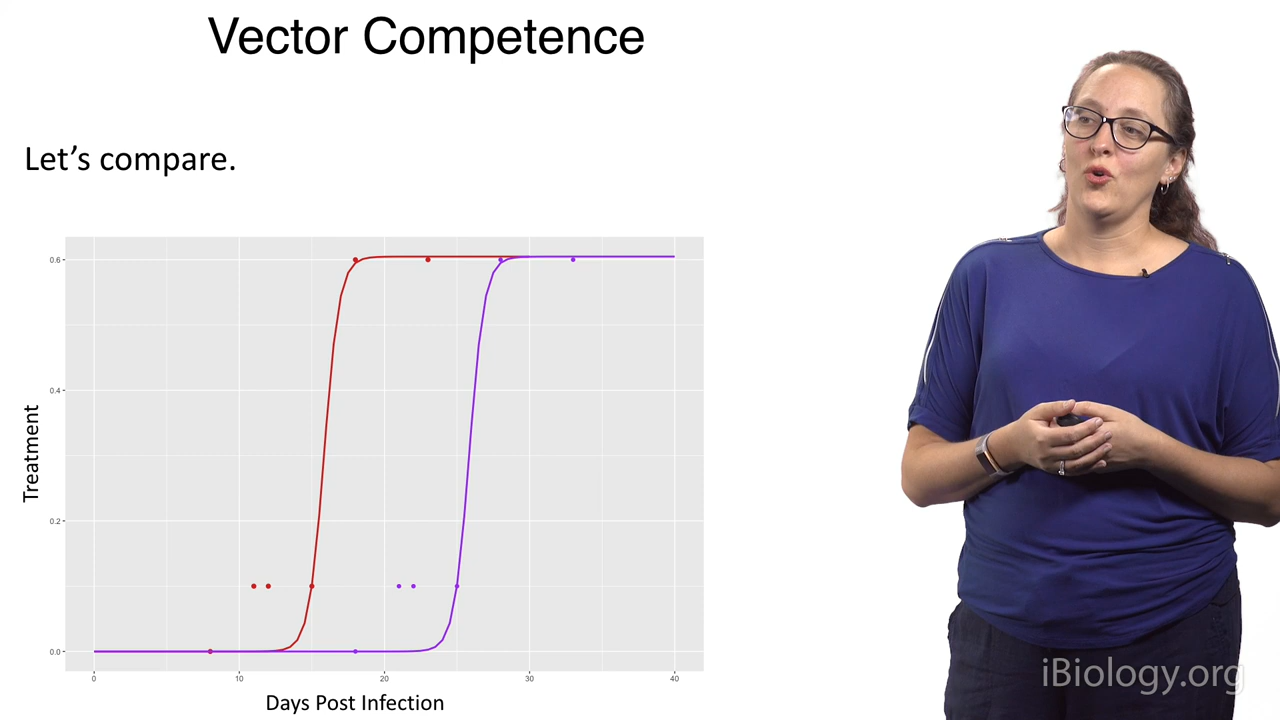 Vector Competence
Let's compare.
Treatment
0.6
0.4
0.2
0.0
0
10
20
30
40
Days Post Infection
iBiology.org